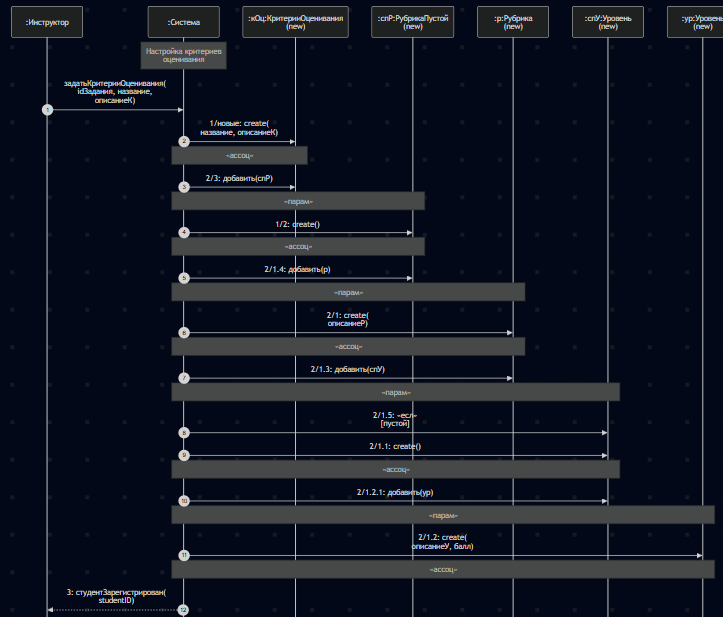 :Инструктор
:Система
:кОц:КритерииОценивания
(new)
:спР:РубрикаПустой
(new)
:р:Рубрика
(new)
:спУ:Уровень
(new)
:ур:Уровень
(new)
Настройка критериев
оценивания
задатьКритерииОценивания(
idЗадания, название,
описаниеК)
1
1/новые: create(
название, описаниеК)
2
«ассоц»
2/3: добавить(спР)
3
«парам»
1/2: create()
4
«ассоц»
2/1.4: добавить(р)
5
«парам»
2/1: create(
описаниеР)
6
«ассоц»
2/1.3: добавить(спУ)
7
«парам»
2/1.5: «если»
[пустой]
8
2/1.1: create()
9
«ассоц»
2/1.2.1: добавить(ур)
10
«парам»
2/1.2: create(
описаниеУ, балл)
11
«ассоц»
3: студентЗарегистрирован(
studentID)
12